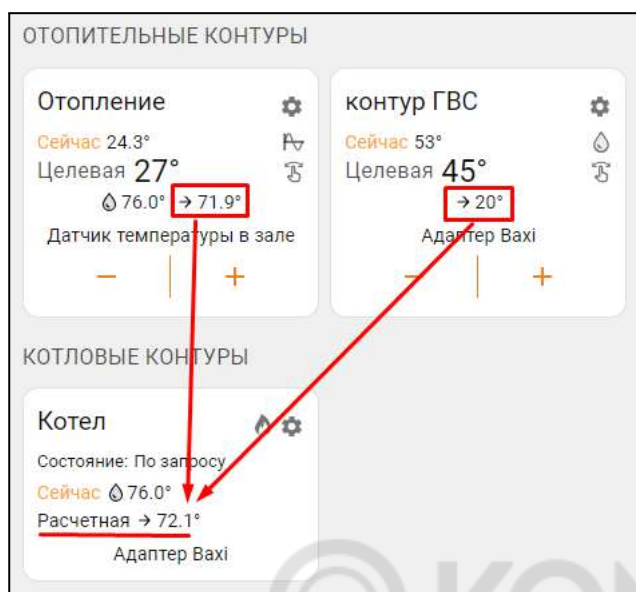 ОТОПИТЕЛЬНЫЕ КОНТУРЫ
Отопление
Сейчас 24.3°
Целевая 27°
76.0° → 71.9°
Датчик температуры в зале
− +
контур ГВС
Сейчас 53°
Целевая 45°
→ 20°
Адаптер Baxi
− +
КОТЛОВЫЕ КОНТУРЫ
Котел
Состояние: По запросу
Сейчас 76.0°
Расчетная → 72.1°
Адаптер Baxi